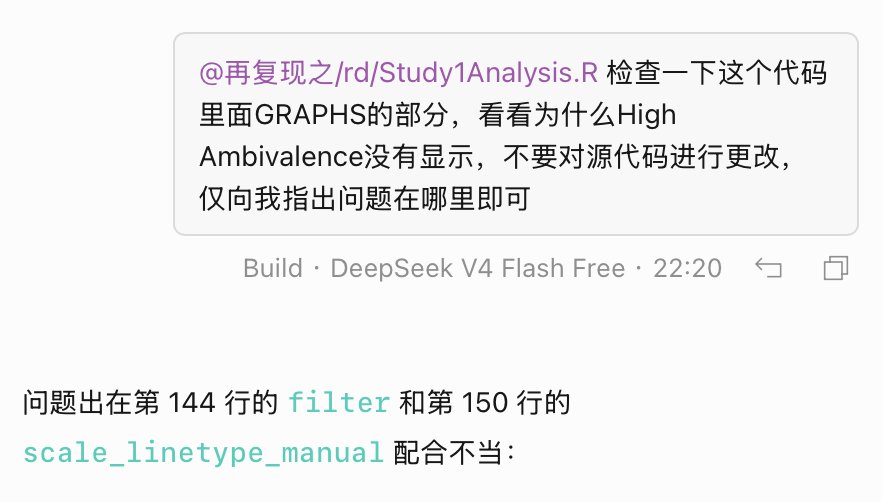 @再复现之/rd/Study1Analysis.R 检查一下这个代码
里面GRAPHS的部分，看看为什么High
Ambivalence没有显示，不要对源代码进行更改，
仅向我指出问题在哪里即可
Build · DeepSeek V4 Flash Free · 22:20
问题出在第 144 行的 filter 和第 150 行的
scale_linetype_manual 配合不当：